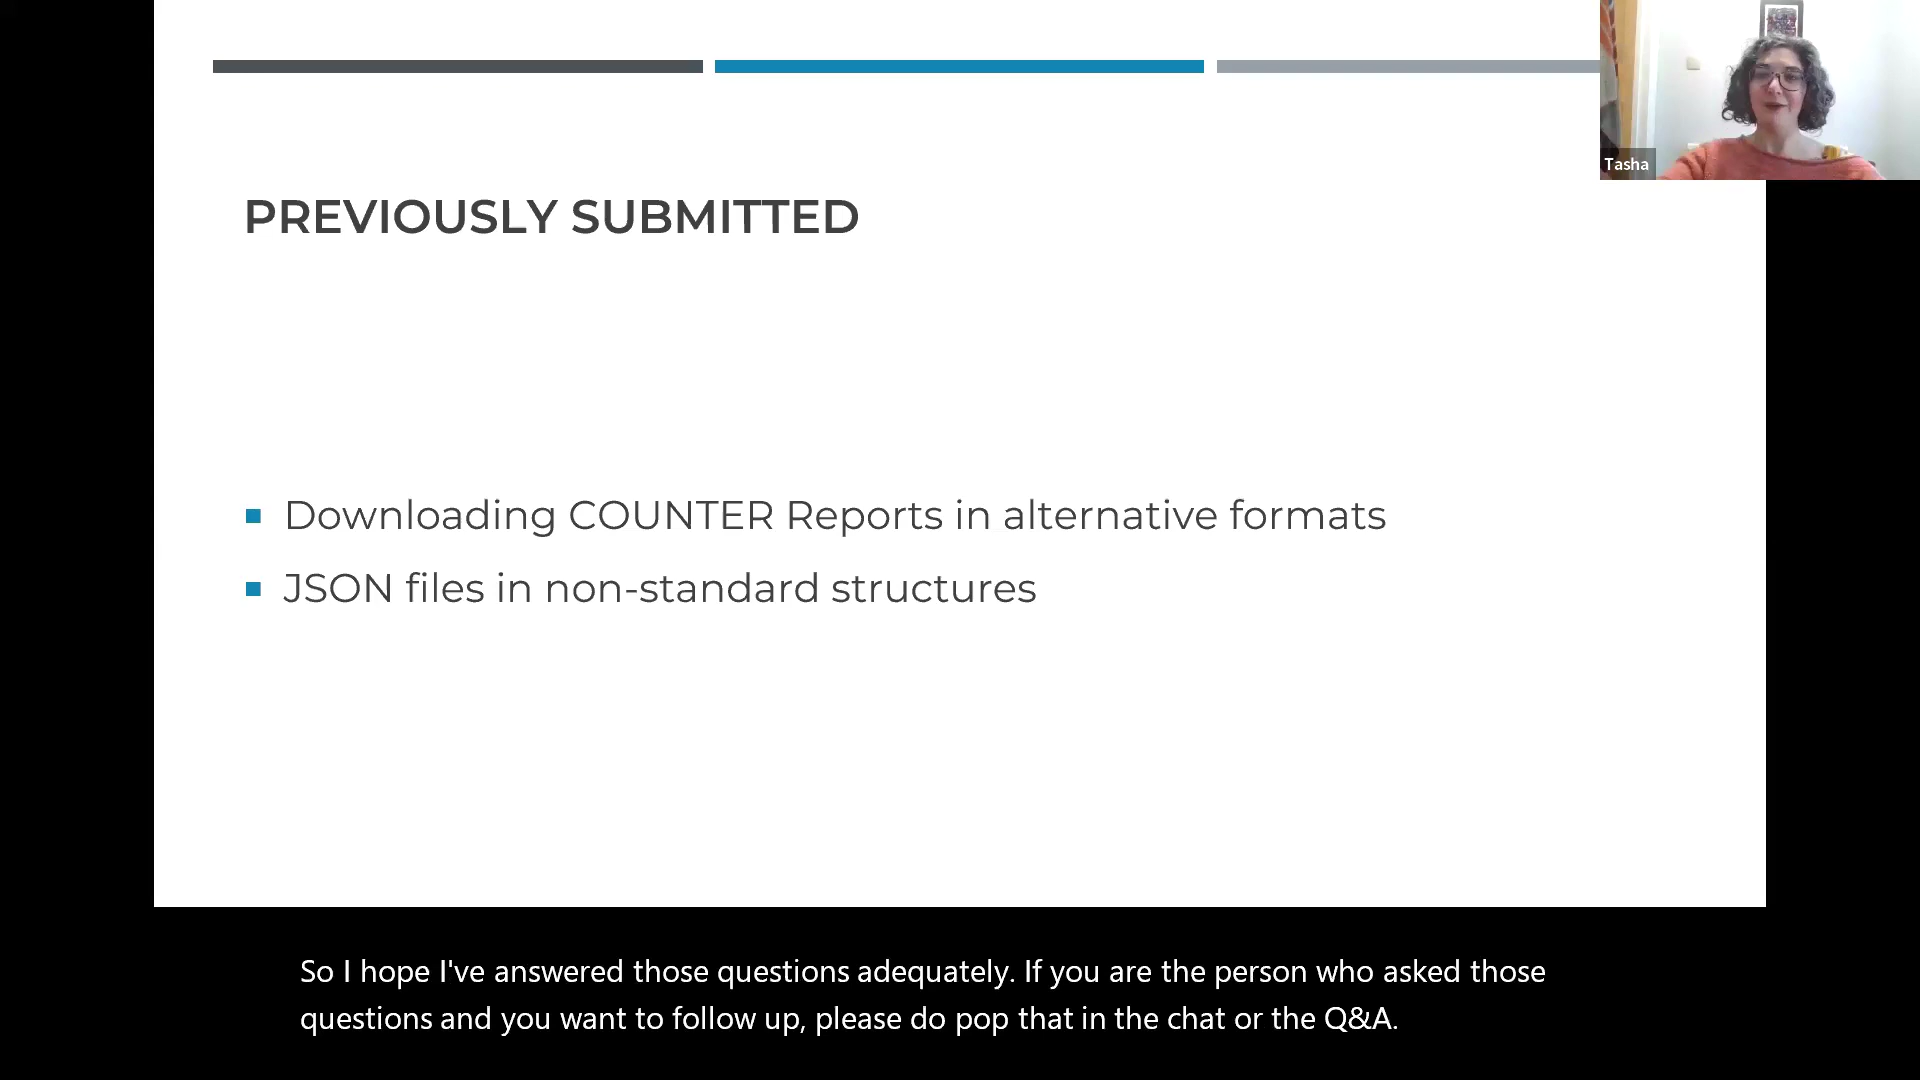 Tasha
PREVIOUSLY SUBMITTED
Downloading COUNTER Reports in alternative formats
JSON files in non-standard structures
So I hope I've answered those questions adequately. If you are the person who asked those
questions and you want to follow up, please do pop that in the chat or the Q&A.